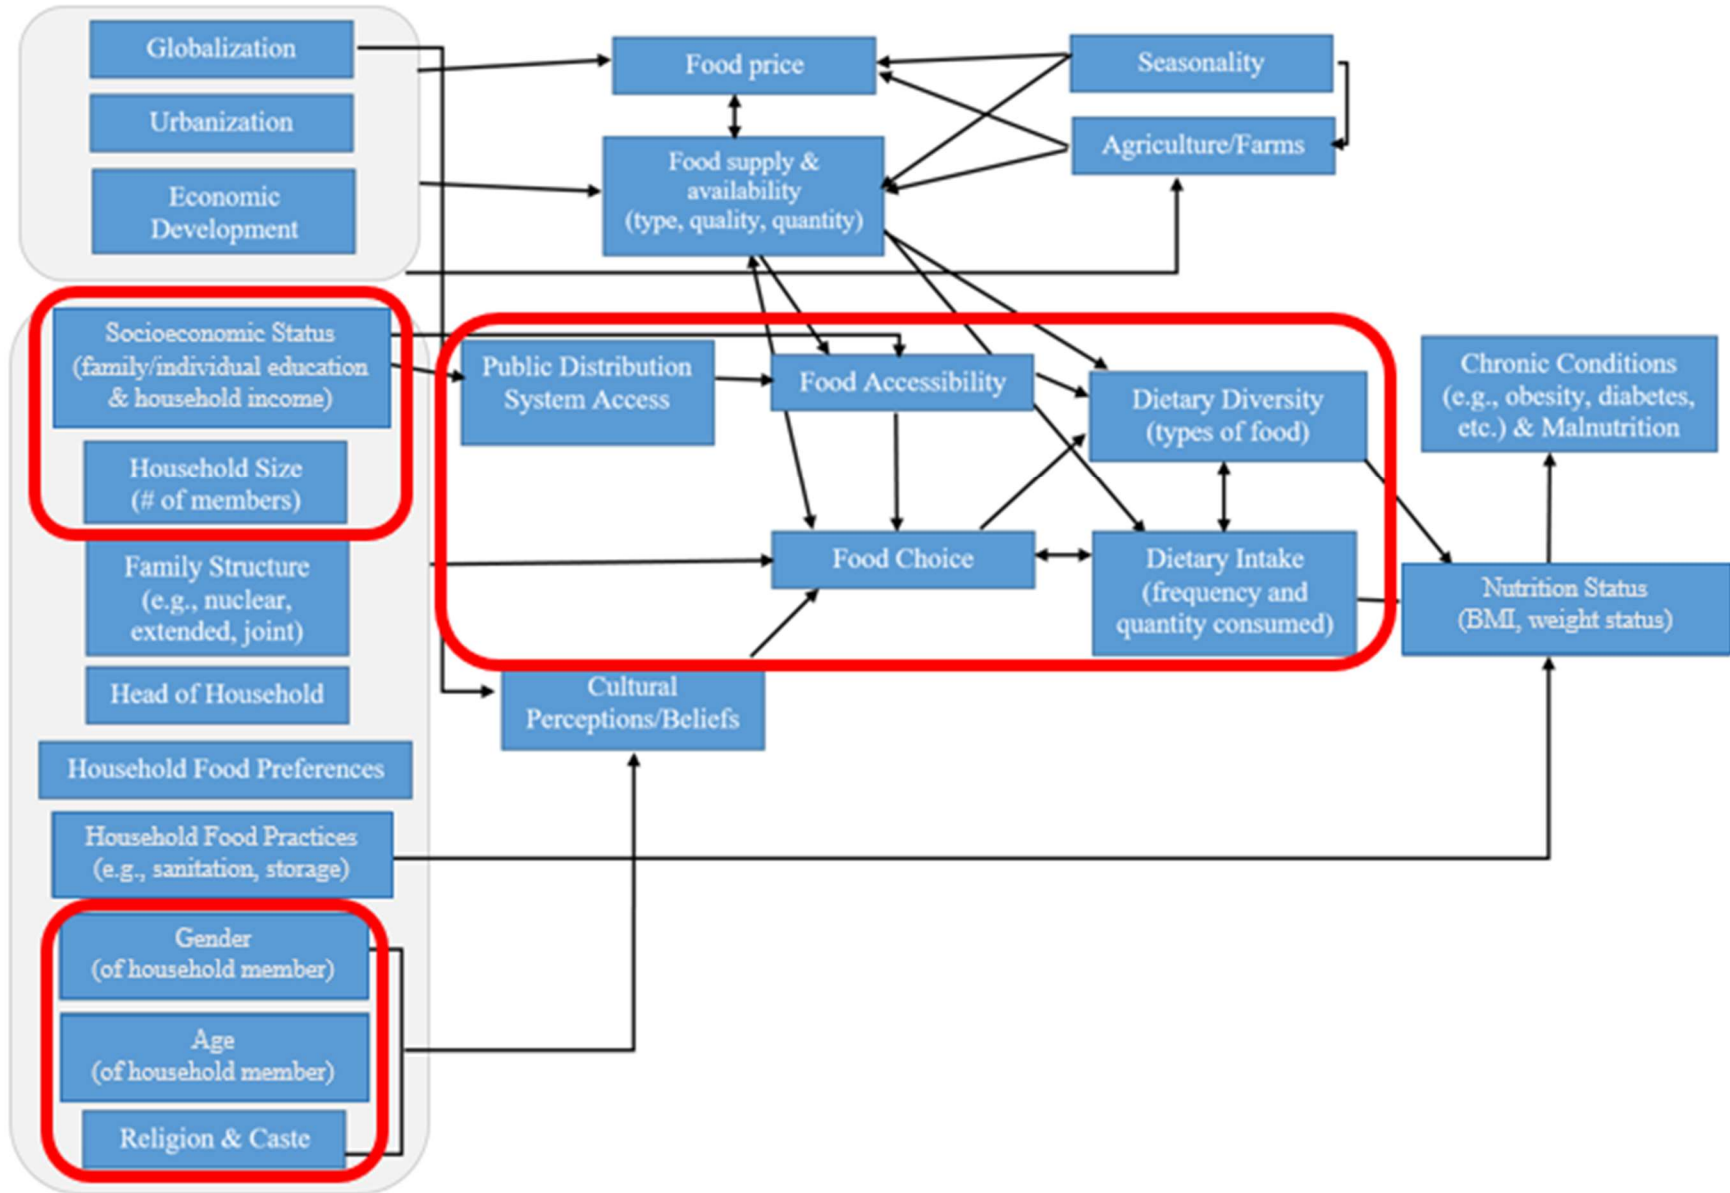 Globalization
Urbanization
Economic
Development
Food price
Food supply &
availability
(type, quality, quantity)
Seasonality
Agriculture/Farms
Socioeconomic Status
(family/individual education
& household income)
Household Size
(# of members)
Family Structure
(e.g., nuclear,
extended, joint)
Head of Household
Household Food Preferences
Household Food Practices
(e.g., sanitation, storage)
Gender
(of household member)
Age
(of household member)
Religion & Caste
Public Distribution
System Access
Food Accessibility
Food Choice
Cultural
Perceptions/Beliefs
Dietary Diversity
(types of food)
Dietary Intake
(frequency and
quantity consumed)
Chronic Conditions
(e.g., obesity, diabetes,
etc.) & Malnutrition
Nutrition Status
(BMI, weight status)